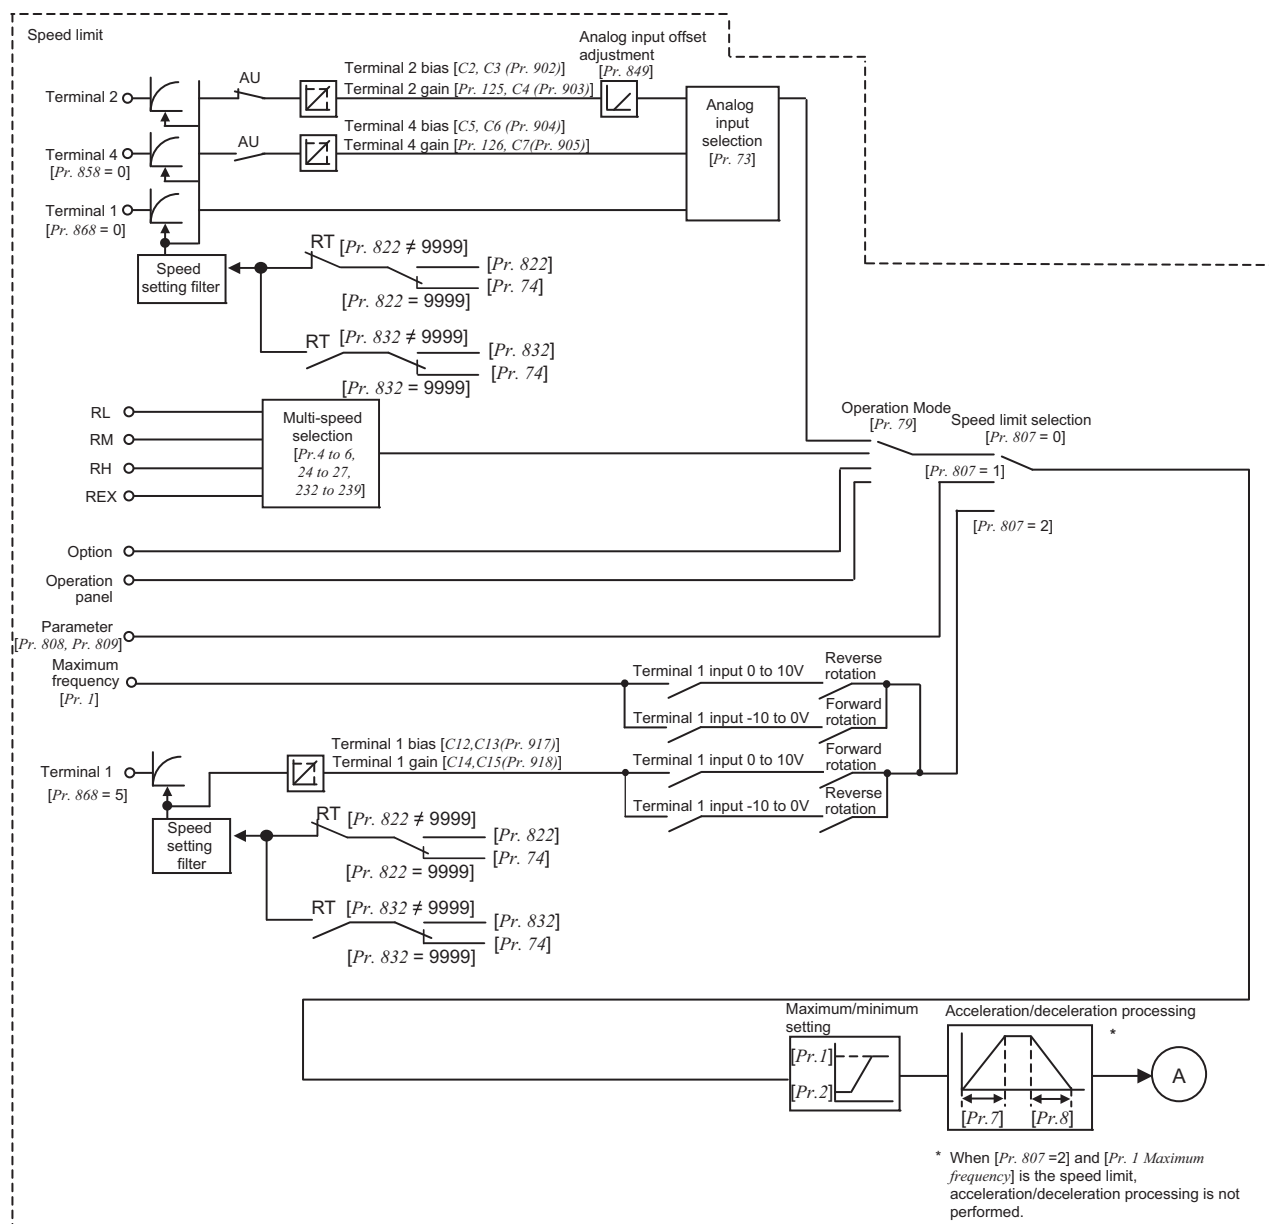 Speed limit
Analog input offset
adjustment
[Pr. 849]
Terminal 2
AU
Terminal 2 bias [C2, C3 (Pr. 902)]
Terminal 2 gain [Pr. 125, C4 (Pr. 903)]
Analog
input
selection
[Pr. 73]
Terminal 4
[Pr. 858 = 0]
AU
Terminal 4 bias [C5, C6 (Pr. 904)]
Terminal 4 gain [Pr. 126, C7(Pr. 905)]
Terminal 1
[Pr. 868 = 0]
Speed
setting filter
RT [Pr. 822 ≠ 9999]
[Pr. 822]
[Pr. 74]
[Pr. 822 = 9999]
RT [Pr. 832 ≠ 9999]
[Pr. 832]
[Pr. 74]
[Pr. 832 = 9999]
RL
RM
RH
REX
Multi-speed
selection
[Pr.4 to 6,
24 to 27,
232 to 239]
Operation Mode
[Pr. 79]
Speed limit selection
[Pr. 807 = 0]
[Pr. 807 = 1]
[Pr. 807 = 2]
Option
Operation
panel
Parameter
[Pr. 808, Pr. 809]
Maximum
frequency
[Pr. 1]
Terminal 1 input 0 to 10V
Reverse
rotation
Terminal 1 input -10 to 0V
Forward
rotation
Terminal 1
[Pr. 868 = 5]
Terminal 1 bias [C12,C13(Pr. 917)]
Terminal 1 gain [C14,C15(Pr. 918)]
Terminal 1 input 0 to 10V
Forward
rotation
Terminal 1 input -10 to 0V
Reverse
rotation
Speed
setting
filter
RT [Pr. 822 ≠ 9999]
[Pr. 822]
[Pr. 74]
[Pr. 822 = 9999]
RT [Pr. 832 ≠ 9999]
[Pr. 832]
[Pr. 74]
[Pr. 832 = 9999]
Maximum/minimum
setting
[Pr.1]
[Pr.2]
Acceleration/deceleration processing
*
[Pr.7]
[Pr.8]
A
* When [Pr. 807 =2] and [Pr. 1 Maximum
frequency] is the speed limit,
acceleration/deceleration processing is not
performed.